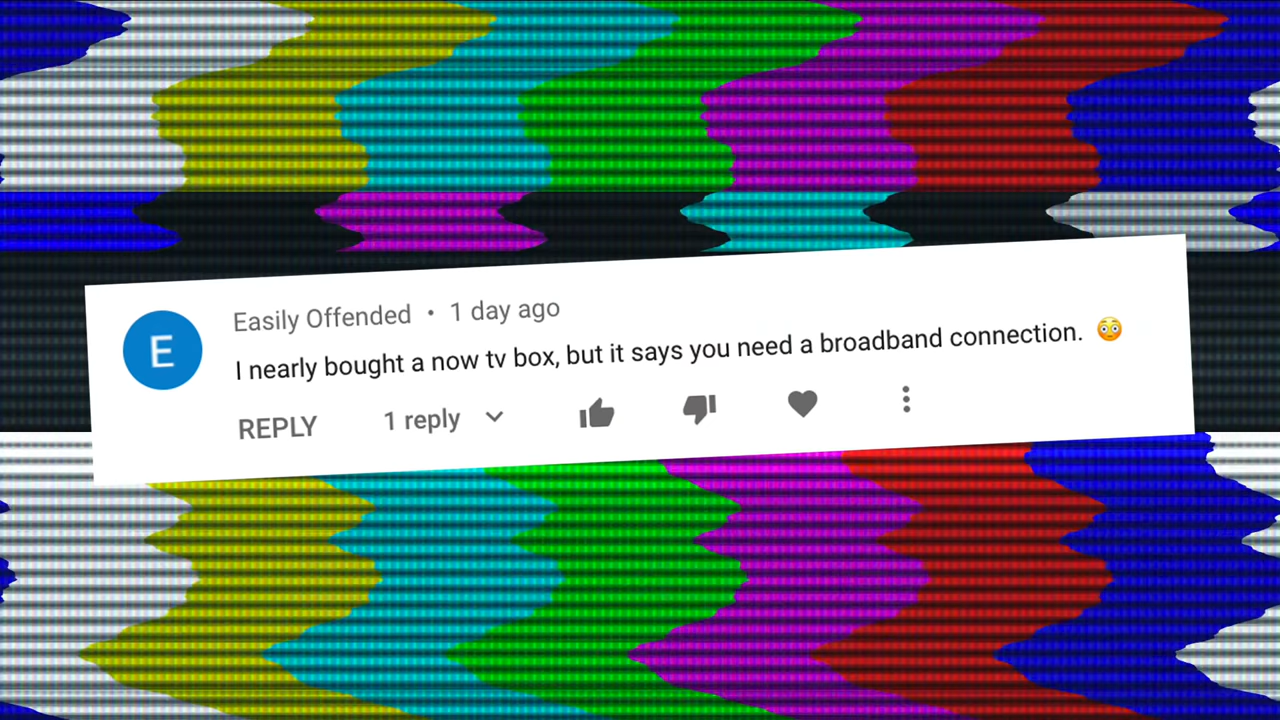 E
Easily Offended • 1 day ago
I nearly bought a now tv box, but it says you need a broadband connection. 😳
REPLY 1 reply